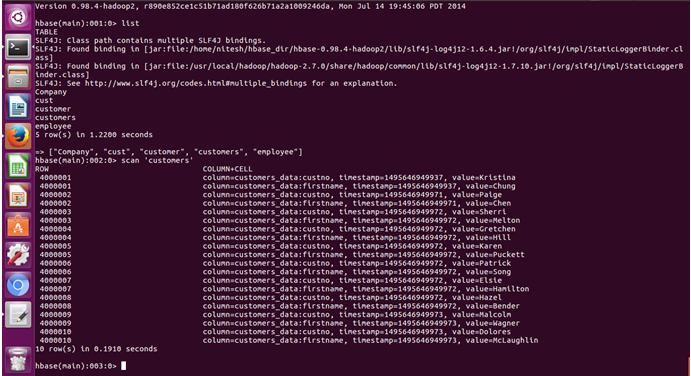 Version 0.98.4-hadoop2, r890e852ce1c51b71ad180f626b71a2a1009246da, Mon Jul 14 19:45:06 PDT 2014
hbase(main):001:0> list
TABLE
SLF4J: Class path contains multiple SLF4J bindings.
SLF4J: Found binding in [jar:file:/home/nitesh/hbase_dir/hbase-0.98.4-hadoop2/lib/slf4j-log4j12-1.6.4.jar!/org/slf4j/impl/StaticLoggerBinder.cl
ass]
SLF4J: Found binding in [jar:file:/usr/local/hadoop/hadoop-2.7.0/share/hadoop/common/lib/slf4j-log4j12-1.7.10.jar!/org/slf4j/impl/StaticLoggerB
inder.class]
SLF4J: See http://www.slf4j.org/codes.html#multiple_bindings for an explanation.
Company
cust
customer
customers
employee
5 row(s) in 1.2200 seconds
=> ["Company", "cust", "customer", "customers", "employee"]
hbase(main):002:0> scan 'customers'
ROW COLUMN+CELL
4000001 column=customers_data:custno, timestamp=1495646949937, value=Kristina
4000001 column=customers_data:firstname, timestamp=1495646949937, value=Chung
4000002 column=customers_data:custno, timestamp=1495646949971, value=Paige
4000002 column=customers_data:firstname, timestamp=1495646949971, value=Chen
4000003 column=customers_data:custno, timestamp=1495646949972, value=Sherri
4000003 column=customers_data:firstname, timestamp=1495646949972, value=Melton
4000004 column=customers_data:custno, timestamp=1495646949972, value=Gretchen
4000004 column=customers_data:firstname, timestamp=1495646949972, value=Hill
4000005 column=customers_data:custno, timestamp=1495646949972, value=Karen
4000005 column=customers_data:firstname, timestamp=1495646949972, value=Puckett
4000006 column=customers_data:custno, timestamp=1495646949972, value=Patrick
4000006 column=customers_data:firstname, timestamp=1495646949972, value=Song
4000007 column=customers_data:custno, timestamp=1495646949972, value=Elsie
4000007 column=customers_data:firstname, timestamp=1495646949972, value=Hamilton
4000008 column=customers_data:custno, timestamp=1495646949972, value=Hazel
4000008 column=customers_data:firstname, timestamp=1495646949972, value=Bender
4000009 column=customers_data:custno, timestamp=1495646949973, value=Malcolm
4000009 column=customers_data:firstname, timestamp=1495646949973, value=Wagner
4000010 column=customers_data:custno, timestamp=1495646949973, value=Dolores
4000010 column=customers_data:firstname, timestamp=1495646949973, value=McLaughlin
10 row(s) in 0.1910 seconds
hbase(main):003:0>